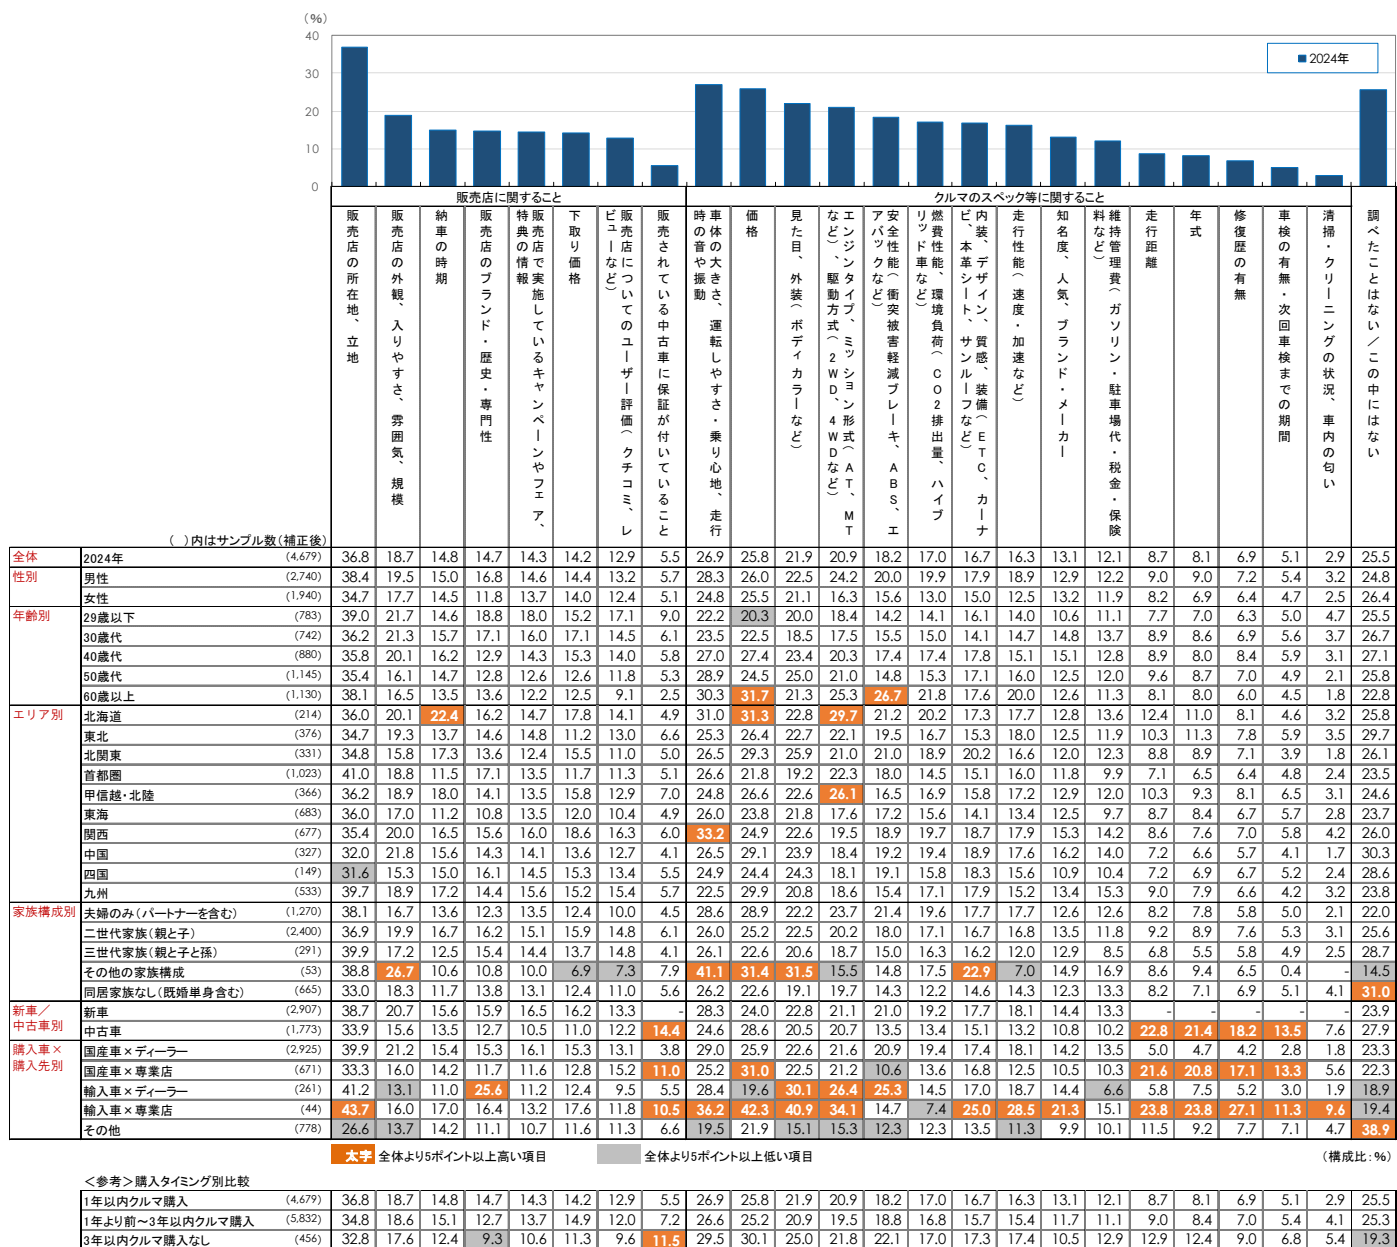 (%)
40
30
20
10
0
2024年
販売店に関すること
クルマのスペック等に関すること
販売店の所在地、立地
販売店の外観、入りやすさ、雰囲気、規模
納車の時期
販売店のブランド・歴史・専門性
販売店で実施しているキャンペーンやフェア、特典の情報
下取り価格
販売店についてのユーザー評価(クチコミ、レビューなど)
販売されている中古車に保証が付いていること
車体の大きさ、運転しやすさ・乗り心地、走行時の音や振動
価格
見た目、外装(ボディカラーなど)
エンジンタイプ、ミッション形式(AT、MTなど)、駆動方式(2WD、4WDなど)
安全性能(衝突被害軽減ブレーキ、ABS、エアバックなど)
燃費性能、環境負荷(CO2排出量、ハイブリッド車など)
内装、デザイン、質感、装備(ETC、カーナビ、本革シート、サンルーフなど)
走行性能(速度・加速など)
知名度、人気、ブランド・メーカー
維持管理費(ガソリン・駐車場代・税金・保険料など)
走行距離
年式
修復歴の有無
車検の有無・次回車検までの期間
清掃・クリーニングの状況、車内の匂い
調べたことはない/この中にはない
( )内はサンプル数(補正後)
全体 2024年 (4,679) 36.8 18.7 14.8 14.7 14.3 14.2 12.9 5.5 26.9 25.8 21.9 20.9 18.2 17.0 16.7 16.3 13.1 12.1 8.7 8.1 6.9 5.1 2.9 25.5
性別 男性 (2,740) 38.4 19.5 15.0 16.8 14.6 14.4 13.2 5.7 28.3 26.0 22.5 24.2 20.0 19.9 17.9 18.9 12.9 12.2 9.0 9.0 7.2 5.4 3.2 24.8
女性 (1,940) 34.7 17.7 14.5 11.8 13.7 14.0 12.4 5.1 24.8 25.5 21.1 16.3 15.6 13.0 15.0 12.5 13.2 11.9 8.2 6.9 6.4 4.7 2.5 26.4
年齢別 29歳以下 (783) 39.0 21.7 14.6 18.8 18.0 15.2 17.1 9.0 22.2 20.3 20.0 18.4 14.2 14.1 16.1 14.0 10.6 11.1 7.7 7.0 6.3 5.0 4.7 25.5
30歳代 (742) 36.2 21.3 15.7 17.1 16.0 17.1 14.5 6.1 23.5 22.5 18.5 17.5 15.5 15.0 14.1 14.7 14.8 13.7 8.9 8.6 6.9 5.6 3.7 26.7
40歳代 (880) 35.8 20.1 16.2 12.9 14.3 15.3 14.0 5.8 27.0 27.4 23.4 20.3 17.4 17.4 17.8 15.1 15.1 12.8 8.9 8.0 8.4 5.9 3.1 27.1
50歳代 (1,145) 35.4 16.1 14.7 12.8 12.6 12.6 11.8 5.3 28.9 24.5 25.0 21.0 14.8 15.3 17.1 16.0 12.5 12.0 9.6 8.7 7.0 4.9 2.1 25.8
60歳以上 (1,130) 38.1 16.5 13.5 13.6 12.2 12.5 9.1 2.5 30.3 31.7 21.3 25.3 26.7 21.8 17.6 20.0 12.6 11.3 8.1 8.0 6.0 4.5 1.8 22.8
エリア別 北海道 (214) 36.0 20.1 22.4 16.2 14.7 17.8 14.1 4.9 31.0 31.3 22.8 29.7 21.2 20.2 17.3 17.7 12.8 13.6 12.4 11.0 8.1 4.6 3.2 25.8
東北 (376) 34.7 19.3 13.7 14.6 14.8 11.2 13.0 6.6 25.3 26.4 22.7 22.1 19.5 16.7 15.3 18.0 12.5 11.9 10.3 11.3 7.8 5.9 3.5 29.7
北関東 (331) 34.8 15.8 17.3 13.6 12.4 15.5 11.0 5.0 26.5 29.3 25.9 21.0 21.0 18.9 20.2 16.6 12.0 12.3 8.8 8.9 7.1 3.9 1.8 26.1
首都圏 (1,023) 41.0 18.8 11.5 17.1 13.5 11.7 11.3 5.1 26.6 21.8 19.2 22.3 18.0 14.5 15.1 16.0 11.8 9.9 7.1 6.5 6.4 4.8 2.4 23.5
甲信越・北陸 (366) 36.2 18.9 18.0 14.1 13.5 15.8 12.9 7.0 24.8 26.6 22.6 26.1 16.5 16.9 15.8 17.2 12.9 12.0 10.3 9.3 8.1 6.5 3.1 24.6
東海 (683) 36.0 17.0 11.2 10.8 13.5 12.0 10.4 4.9 26.0 23.8 21.8 17.6 17.2 15.6 14.1 13.4 12.5 9.7 8.7 8.4 6.7 5.7 2.8 23.7
関西 (677) 35.4 20.0 16.5 15.6 16.0 18.6 16.3 6.0 33.2 24.9 22.6 19.5 18.9 19.7 18.7 17.9 15.3 14.2 8.6 7.6 7.0 5.8 4.2 26.0
中国 (327) 32.0 21.8 15.6 14.3 14.1 13.6 12.7 4.1 26.5 29.1 23.9 18.4 19.2 19.4 18.9 17.6 16.2 14.0 7.2 6.6 5.7 4.1 1.7 30.3
四国 (149) 31.6 15.3 15.0 16.1 14.5 15.3 13.4 5.5 24.9 24.4 24.3 18.1 19.1 15.8 18.3 15.6 10.9 10.4 7.2 6.9 6.7 5.2 2.4 28.6
九州 (533) 39.7 18.9 17.2 14.4 15.6 15.2 15.4 5.7 22.5 29.9 20.8 18.6 15.4 17.1 17.9 15.2 13.4 15.3 9.0 7.9 6.6 4.2 3.2 23.8
家族構成別 夫婦のみ(パートナーを含む) (1,270) 38.1 16.7 13.6 12.3 13.5 12.4 10.0 4.5 28.6 28.9 22.2 23.7 21.4 19.6 17.7 17.7 12.6 12.6 8.2 7.8 5.8 5.0 2.1 22.0
二世代家族(親と子) (2,400) 36.9 19.9 16.7 16.2 15.1 15.9 14.8 6.1 26.0 25.2 22.5 20.2 18.0 17.1 16.7 16.8 13.5 11.8 9.2 8.9 7.6 5.3 3.1 25.6
三世代家族(親と子と孫) (291) 39.9 17.2 12.5 15.4 14.4 13.7 14.8 4.1 26.1 22.6 20.6 18.7 15.0 16.3 16.2 12.0 12.9 8.5 6.8 5.5 5.8 4.9 2.5 28.7
その他の家族構成 (53) 38.8 26.7 10.6 10.8 10.0 6.9 7.3 7.9 41.1 31.4 31.5 15.5 14.8 17.5 22.9 7.0 14.9 16.9 8.6 9.4 6.5 0.4 - 14.5
同居家族なし(既婚単身含む) (665) 33.0 18.3 11.7 13.8 13.1 12.4 11.0 5.6 26.2 22.6 19.1 19.7 14.3 12.2 14.6 14.3 12.3 13.3 8.2 7.1 6.9 5.1 4.1 31.0
新車/中古車別 新車 (2,907) 38.7 20.7 15.6 15.9 16.5 16.2 13.3 - 28.3 24.0 22.8 21.1 21.0 19.2 17.7 18.1 14.4 13.3 - - - - - 23.9
中古車 (1,773) 33.9 15.6 13.5 12.7 10.5 11.0 12.2 14.4 24.6 28.6 20.5 20.7 13.5 13.4 15.1 13.2 10.8 10.2 22.8 21.4 18.2 13.5 7.6 27.9
購入車×購入先別 国産車×ディーラー (2,925) 39.9 21.2 15.4 15.3 16.1 15.3 13.1 3.8 29.0 25.9 22.6 21.6 20.9 19.4 17.4 18.1 14.2 13.5 5.0 4.7 4.2 2.8 1.8 23.3
国産車×専業店 (671) 33.3 16.0 14.2 11.7 11.6 12.8 15.2 11.0 25.2 31.0 22.5 21.2 10.6 13.6 16.8 12.5 10.5 10.3 21.6 20.8 17.1 13.3 5.6 22.3
輸入車×ディーラー (261) 41.2 13.1 11.0 25.6 11.2 12.4 9.5 5.5 28.4 19.6 30.1 26.4 25.3 14.5 17.0 18.7 14.4 6.6 5.8 7.5 5.2 3.0 1.9 18.9
輸入車×専業店 (44) 43.7 16.0 17.0 16.4 13.2 17.6 11.8 10.5 36.2 42.3 40.9 34.1 14.7 7.4 25.0 28.5 21.3 15.1 23.8 23.8 27.1 11.3 9.6 19.4
その他 (778) 26.6 13.7 14.2 11.1 10.7 11.6 11.3 6.6 19.5 21.9 15.1 15.3 12.3 12.3 13.5 11.3 9.9 10.1 11.5 9.2 7.7 7.1 4.7 38.9
太字 全体より5ポイント以上高い項目 全体より5ポイント以上低い項目 (構成比:%)
<参考>購入タイミング別比較
1年以内クルマ購入 (4,679) 36.8 18.7 14.8 14.7 14.3 14.2 12.9 5.5 26.9 25.8 21.9 20.9 18.2 17.0 16.7 16.3 13.1 12.1 8.7 8.1 6.9 5.1 2.9 25.5
1年より前~3年以内クルマ購入 (5,832) 34.8 18.6 15.1 12.7 13.7 14.9 12.0 7.2 26.6 25.2 20.9 19.5 18.8 16.8 15.7 15.4 11.7 11.1 9.0 8.4 7.0 5.4 4.1 25.3
3年以内クルマ購入なし (456) 32.8 17.6 12.4 9.3 10.6 11.3 9.6 11.5 29.5 30.1 25.0 21.8 22.1 17.0 17.3 17.4 10.5 12.9 12.9 12.4 9.0 6.8 5.4 19.3